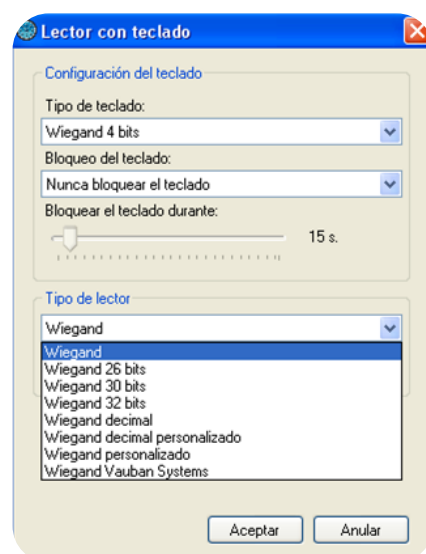 Lector con teclado
Configuración del teclado
Tipo de teclado:
Wiegand 4 bits
Bloqueo del teclado:
Nunca bloquear el teclado
Bloquear el teclado durante:
15 s.
Tipo de lector
Wiegand
Wiegand
Wiegand 26 bits
Wiegand 30 bits
Wiegand 32 bits
Wiegand decimal
Wiegand decimal personalizado
Wiegand personalizado
Wiegand Vauban Systems
Aceptar Anular